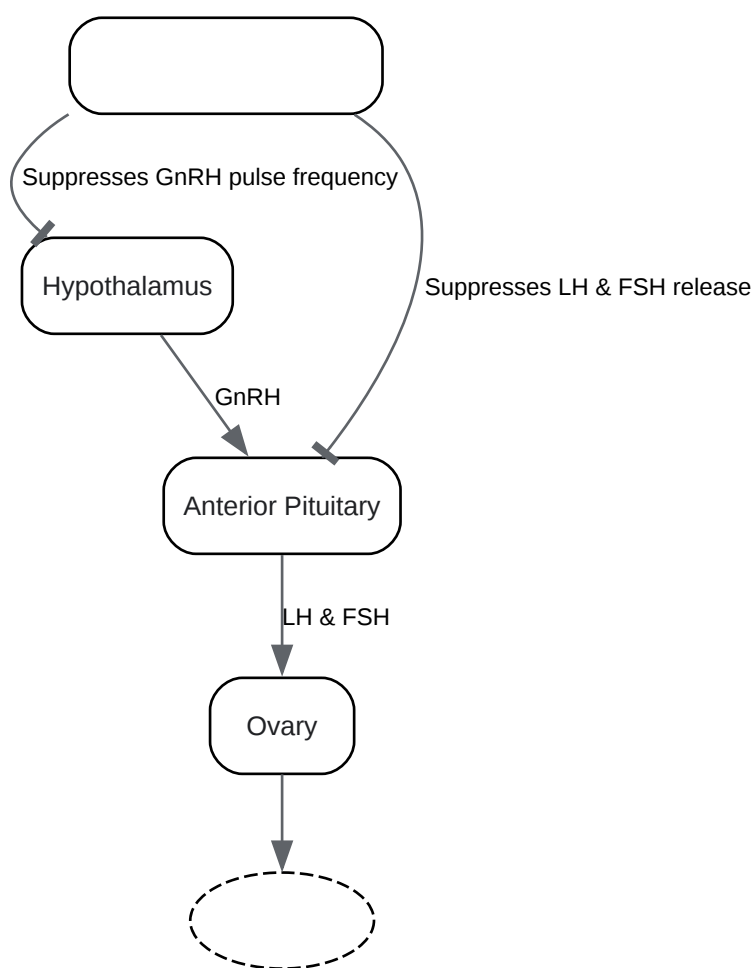 Suppresses GnRH pulse frequency
Hypothalamus
Suppresses LH & FSH release
GnRH
Anterior Pituitary
LH & FSH
Ovary